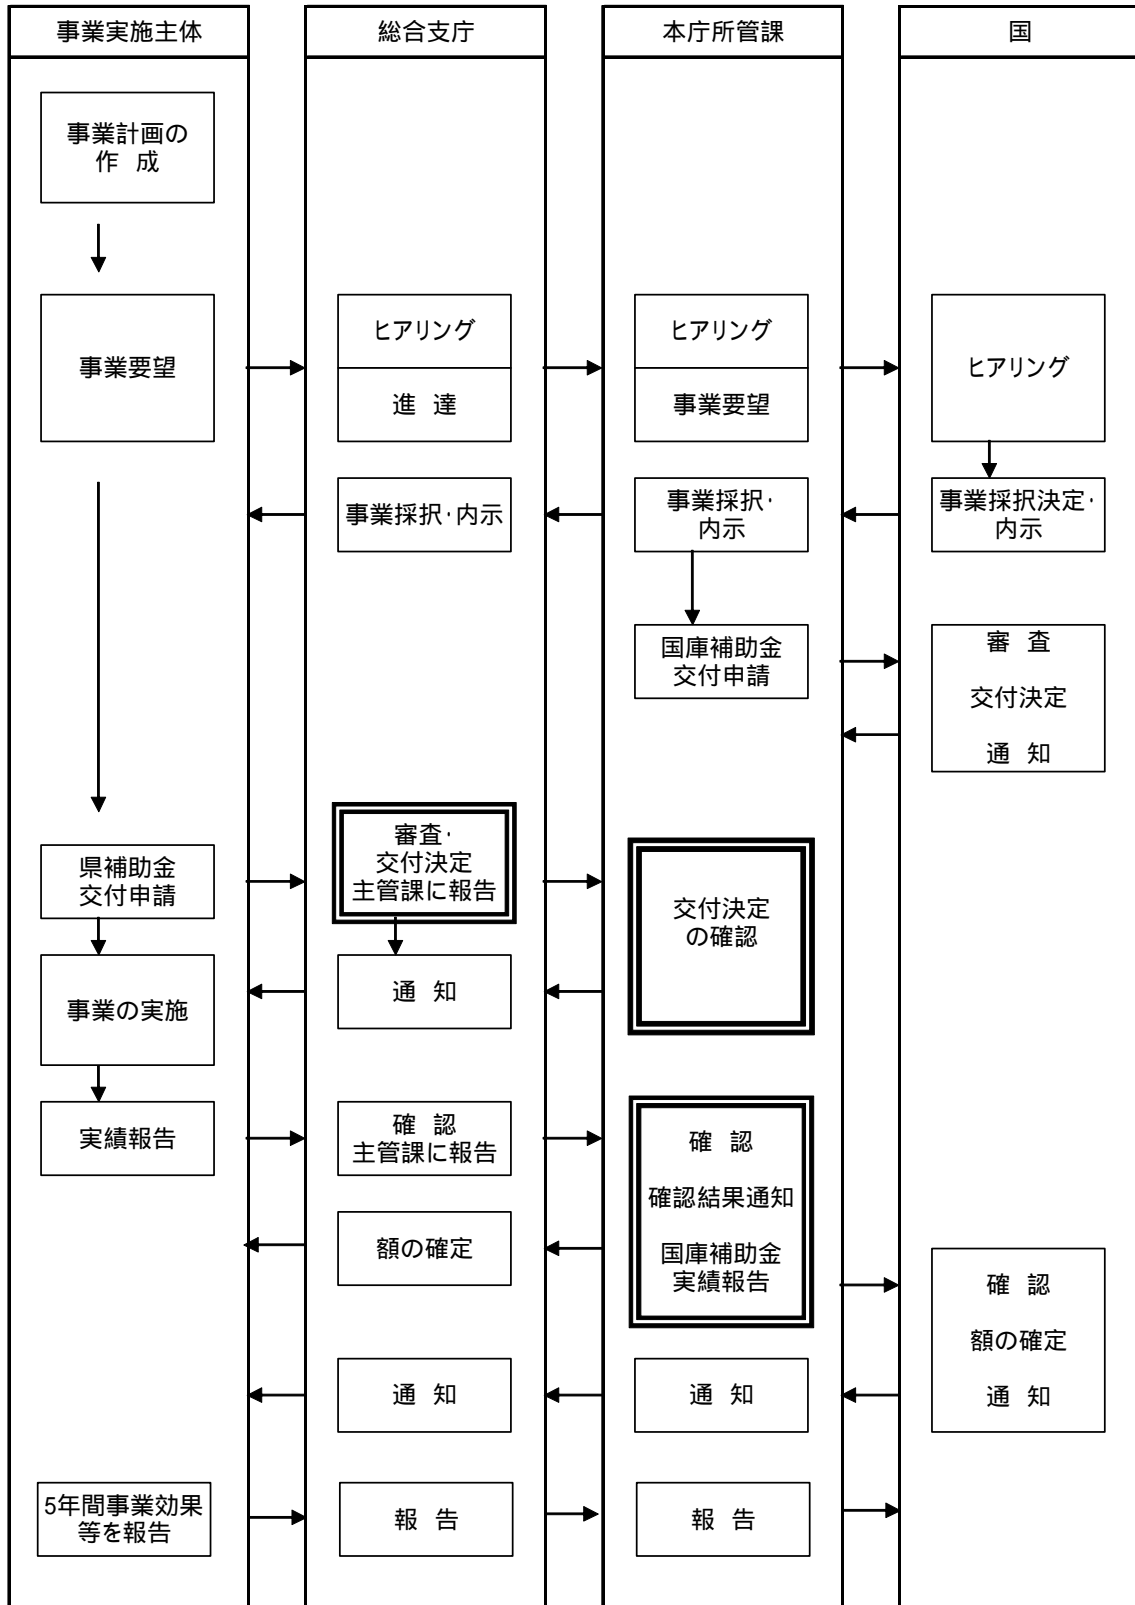 事業実施主体
総合支庁
本庁所管課
国
事業計画の
作 成
事業要望
ヒアリング
進 達
ヒアリング
事業要望
ヒアリング
事業採択・内示
事業採択・
内示
事業採択決定・
内示
国庫補助金
交付申請
審 査
交付決定
通 知
県補助金
交付申請
審査・
交付決定
主管課に報告
交付決定
の確認
事業の実施
通 知
実績報告
確 認
主管課に報告
確 認
確認結果通知
国庫補助金
実績報告
額の確定
確 認
額の確定
通 知
通 知
通 知
5年間事業効果
等を報告
報 告
報 告